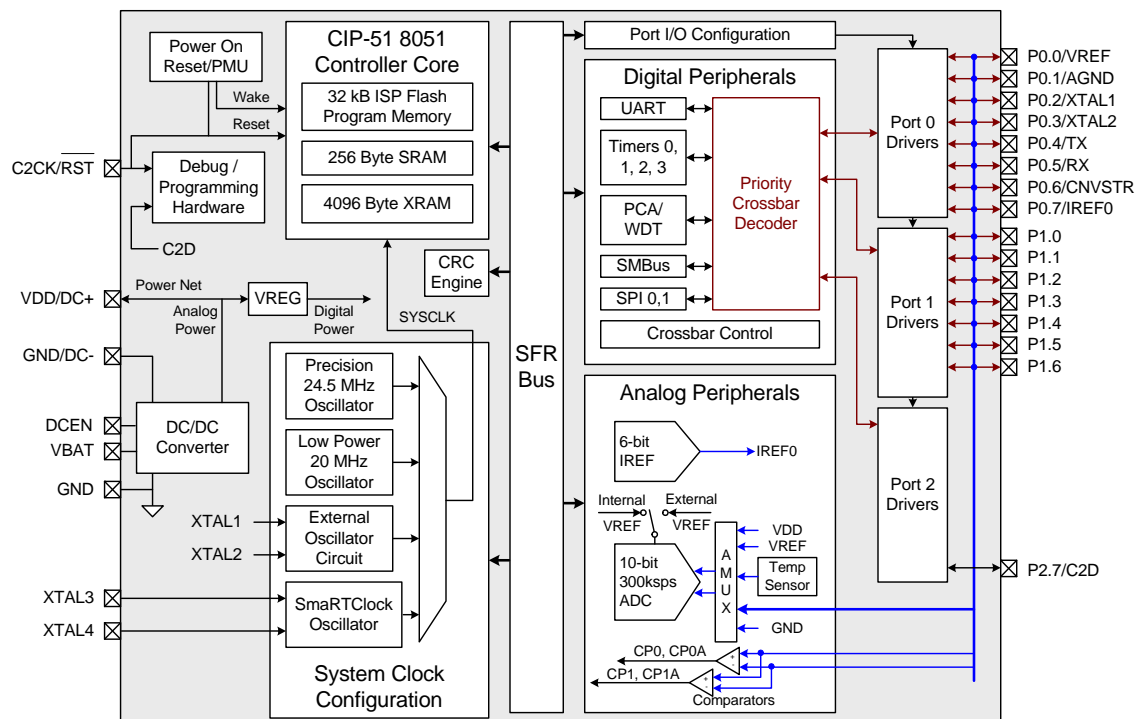 Power On
Reset/PMU
Wake
Reset
C2CK/RST
Debug /
Programming
Hardware
C2D
CIP-51 8051
Controller Core
32 kB ISP Flash
Program Memory
256 Byte SRAM
4096 Byte XRAM
CRC
Engine
VDD/DC+
Power Net
Analog
Power
VREG
Digital
Power
SYSCLK
GND/DC-
DCEN
VBAT
DC/DC
Converter
GND
Precision
24.5 MHz
Oscillator
Low Power
20 MHz
Oscillator
XTAL1
XTAL2
External
Oscillator
Circuit
XTAL3
XTAL4
SmaRTClock
Oscillator
System Clock
Configuration
SFR
Bus
Port I/O Configuration
Digital Peripherals
UART
Timers 0,
1, 2, 3
PCA/
WDT
SMBus
SPI 0,1
Priority
Crossbar
Decoder
Crossbar Control
Analog Peripherals
6-bit
IREF
IREF0
Internal
VREF
External
VREF
10-bit
300ksps
ADC
A
M
U
X
VDD
VREF
Temp
Sensor
GND
CP0, CP0A
+
-
CP1, CP1A
+
-
Comparators
Port 0
Drivers
Port 1
Drivers
Port 2
Drivers
P0.0/VREF
P0.1/AGND
P0.2/XTAL1
P0.3/XTAL2
P0.4/TX
P0.5/RX
P0.6/CNVSTR
P0.7/IREF0
P1.0
P1.1
P1.2
P1.3
P1.4
P1.5
P1.6
P2.7/C2D